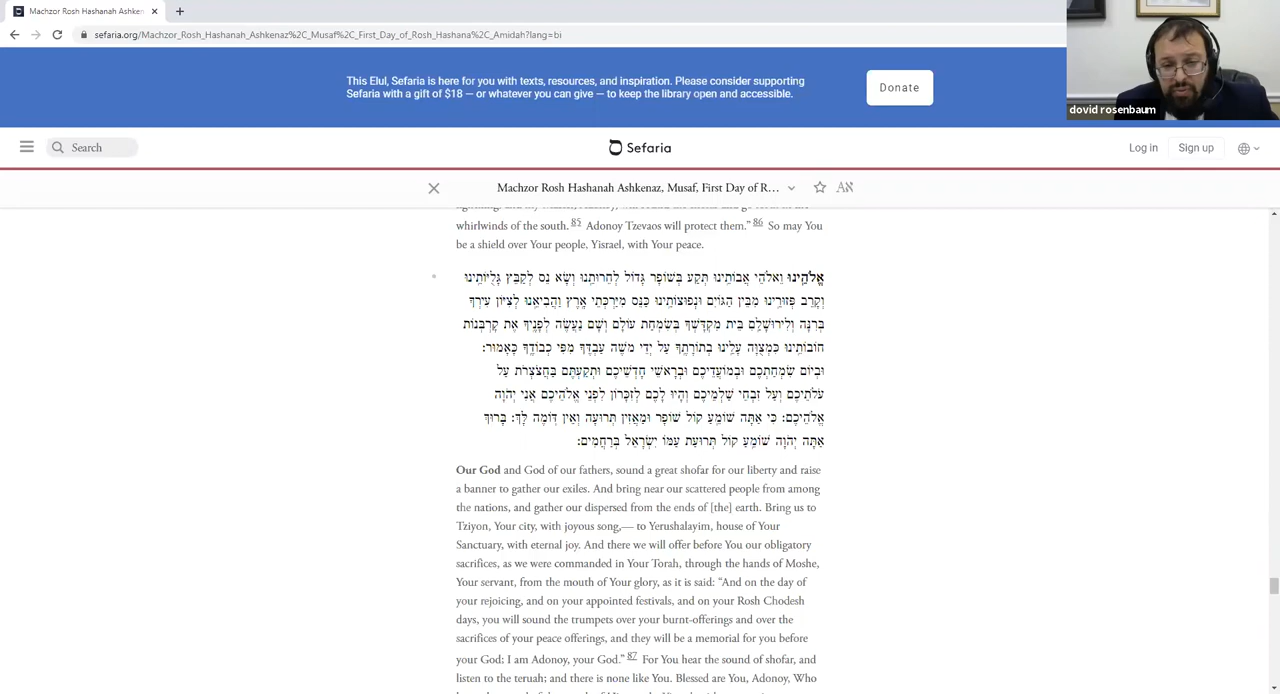 Machzor Rosh Hashanah Ashken
sefaria.org/Machzor_Rosh_Hashanah_Ashkenaz%2C_Musaf%2C_First_Day_of_Rosh_Hashana%2C_Amidah?lang=bi
dovid rosenbaum
This Elul, Sefaria is here for you with texts, resources, and inspiration. Please consider supporting
Sefaria with a gift of $18 — or whatever you can give — to keep the library open and accessible.
Donate
Search
Sefaria
Log in
Sign up
Machzor Rosh Hashanah Ashkenaz, Musaf, First Day of R...
whirlwinds of the south. 85 Adonoy Tzevaos will protect them.” 86 So may You
be a shield over Your people, Yisrael, with Your peace.
אֱלֹהֵֽינוּ וֵאלֹהֵי אֲבוֹתֵֽינוּ תְּקַע בְּשׁוֹפָר גָּדוֹל לְחֵרוּתֵֽנוּ וְשָׂא נֵס לְקַבֵּץ גָּלֻיּוֹתֵֽינוּ
וְקָרֵב פְּזוּרֵֽינוּ מִבֵּין הַגּוֹיִם וּנְפוּצוֹתֵֽינוּ כַּנֵּס מִיַּרְכְּתֵי אָֽרֶץ וַהֲבִיאֵֽנוּ לְצִיּוֹן עִירְךָ
בְּרִנָּה וְלִירוּשָׁלַֽיִם בֵּית מִקְדָּשְׁךָ בְּשִׂמְחַת עוֹלָם וְשָׁם נַעֲשֶׂה לְפָנֶֽיךָ אֶת קָרְבְּנוֹת
חוֹבוֹתֵֽינוּ כִּמְצֻוֶּה עָלֵֽינוּ בְּתוֹרָתֶֽךָ עַל יְדֵי מֹשֶׁה עַבְדֶּֽךָ מִפִּי כְבוֹדֶֽךָ כָּאָמוּר:
וּבְיוֹם שִׂמְחַתְכֶם וּבְמוֹעֲדֵיכֶם וּבְרָאשֵׁי חָדְשֵׁיכֶם וּתְקַעְתֶּם בַּחֲצֹצְרֹת עַל
עֹלֹתֵיכֶם וְעַל זִבְחֵי שַׁלְמֵיכֶם וְהָיוּ לָכֶם לְזִכָּרוֹן לִפְנֵי אֱלֹהֵיכֶם אֲנִי יְהֹוָה
אֱלֹהֵיכֶם: כִּי אַתָּה שׁוֹמֵֽעַ קוֹל שׁוֹפָר וּמַאֲזִין תְּרוּעָה וְאֵין דֽוֹמֶה לָּךְ: בָּרוּךְ
אַתָּה יְהֹוָה שׁוֹמֵֽעַ קוֹל תְּרוּעַת עַמּוֹ יִשְׂרָאֵל בְּרַחֲמִים:
Our God and God of our fathers, sound a great shofar for our liberty and raise
a banner to gather our exiles. And bring near our scattered people from among
the nations, and gather our dispersed from the ends of [the] earth. Bring us to
Tziyon, Your city, with joyous song,— to Yerushalayim, house of Your
Sanctuary, with eternal joy. And there we will offer before You our obligatory
sacrifices, as we were commanded in Your Torah, through the hands of Moshe,
Your servant, from the mouth of Your glory, as it is said: “And on the day of
your rejoicing, and on your appointed festivals, and on your Rosh Chodesh
days, you will sound the trumpets over your burnt-offerings and over the
sacrifices of your peace offerings, and they will be a memorial for you before
your God; I am Adonoy, your God.” 87 For You hear the sound of shofar, and
listen to the teruah; and there is none like You. Blessed are You, Adonoy, Who